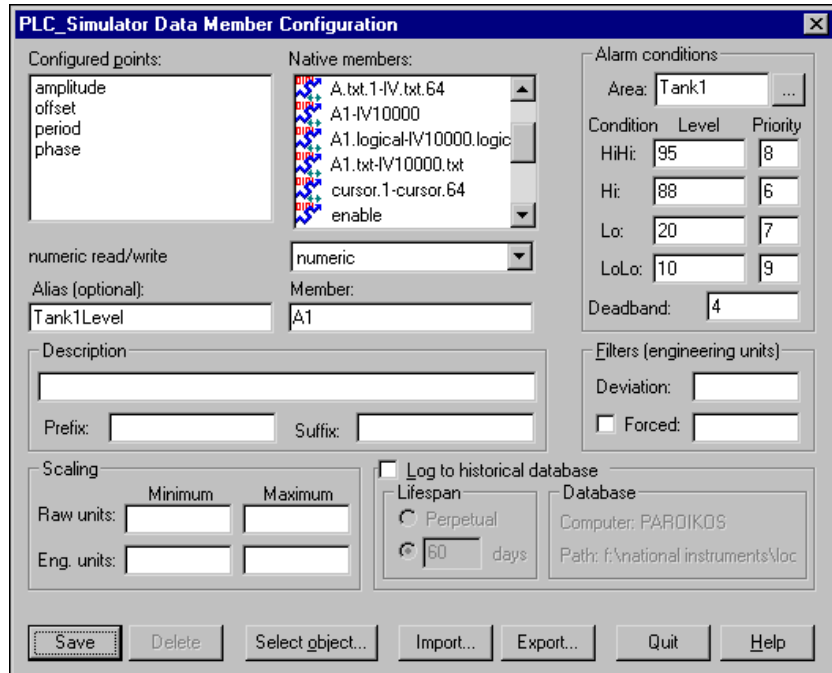 PLC_Simulator Data Member Configuration
Configured points:
amplitude
offset
period
phase
Native members:
A.txt.1-IV.txt.64
A1-IV10000
A1.logical-IV10000.logic
A1.txt-IV10000.txt
cursor.1-cursor.64
enable
numeric read/write
numeric
Alias (optional):
Tank1Level
Member:
A1
Alarm conditions
Area: Tank1 ...
Condition Level Priority
HiHi: 95 8
Hi: 88 6
Lo: 20 7
LoLo: 10 9
Deadband: 4
Description
Prefix: Suffix:
Filters (engineering units)
Deviation:
Forced:
Scaling
Minimum Maximum
Raw units:
Eng. units:
Log to historical database
Lifespan
Perpetual
60 days
Database
Computer: PAROIKOS
Path: f:\national instruments\loc
Save Delete Select object... Import... Export... Quit Help